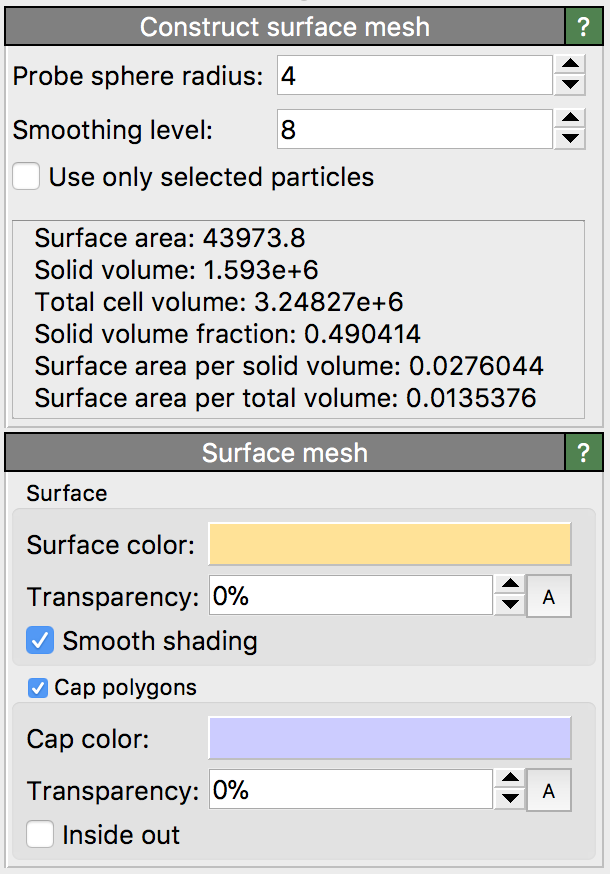 Construct surface mesh ?
Probe sphere radius: 4
Smoothing level: 8
Use only selected particles
Surface area: 43973.8
Solid volume: 1.593e+6
Total cell volume: 3.24827e+6
Solid volume fraction: 0.490414
Surface area per solid volume: 0.0276044
Surface area per total volume: 0.0135376
Surface mesh ?
Surface
Surface color:
Transparency: 0% A
Smooth shading
Cap polygons
Cap color:
Transparency: 0% A
Inside out